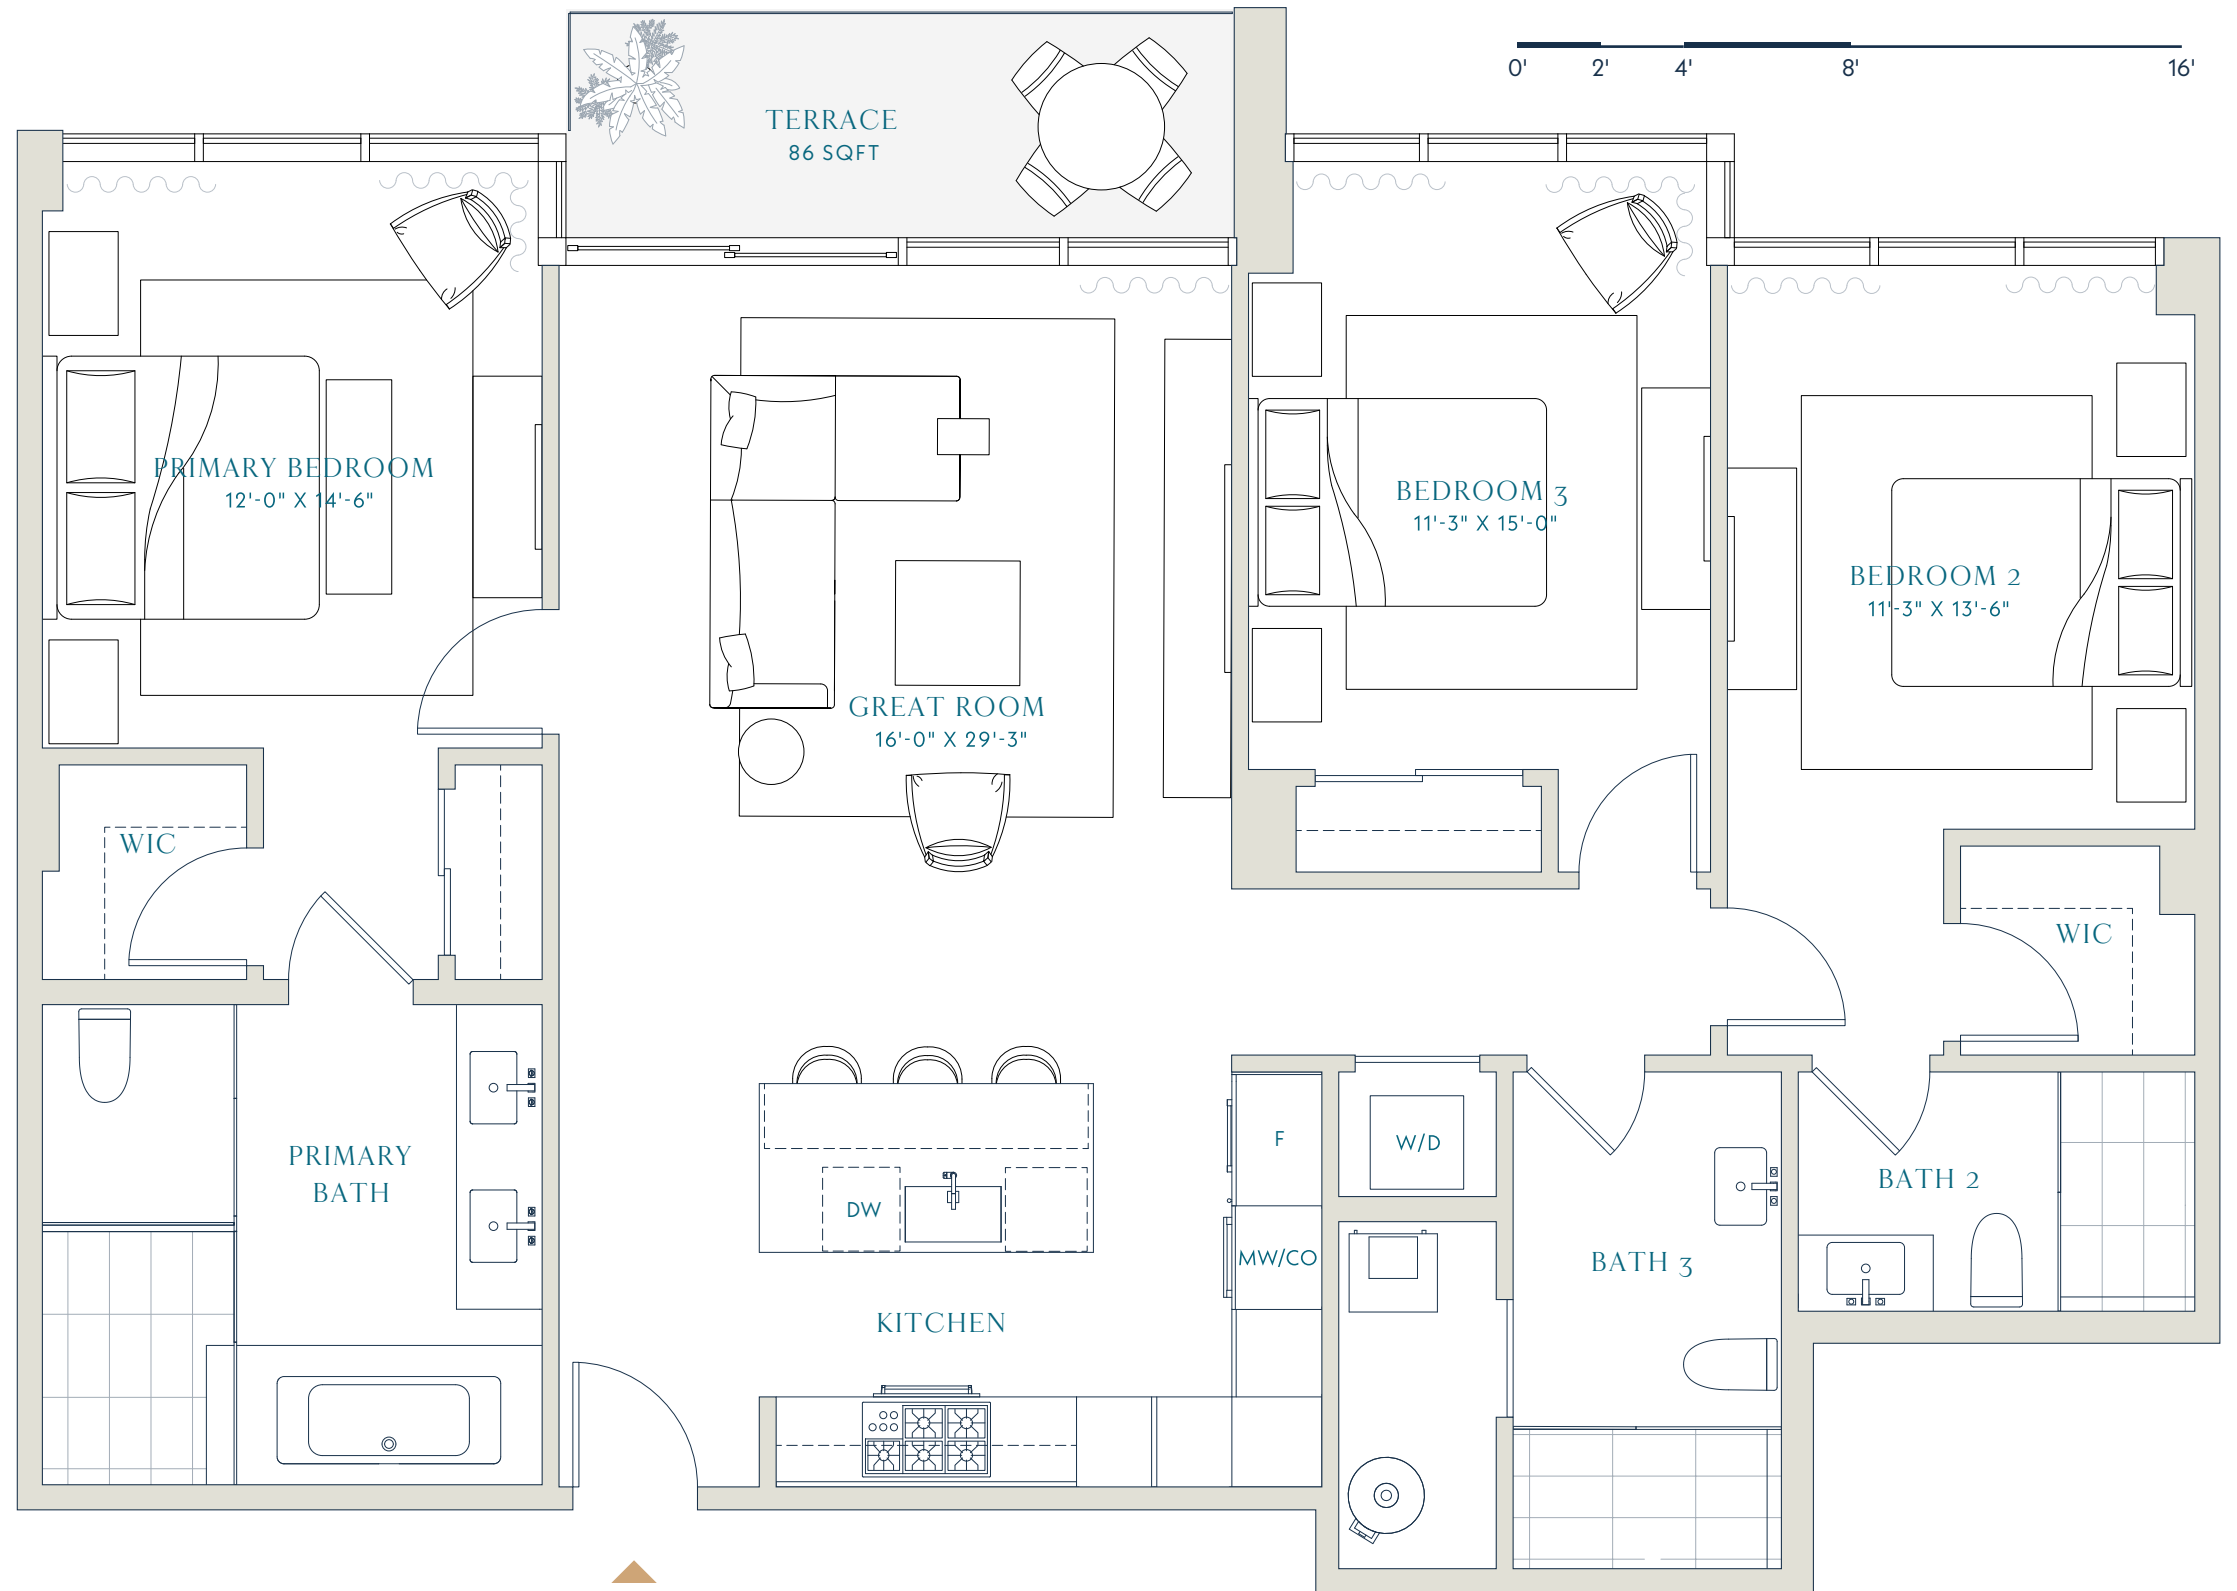 0' 2' 4' 8' 16'
TERRACE
86 SQFT
PRIMARY BEDROOM
12'-0" X 14'-6"
BEDROOM 3
11'-3" X 15'-0"
BEDROOM 2
11'-3" X 13'-6"
GREAT ROOM
16'-0" X 29'-3"
WIC
WIC
PRIMARY
BATH
F
W/D
BATH 2
DW
MW/CO
BATH 3
KITCHEN